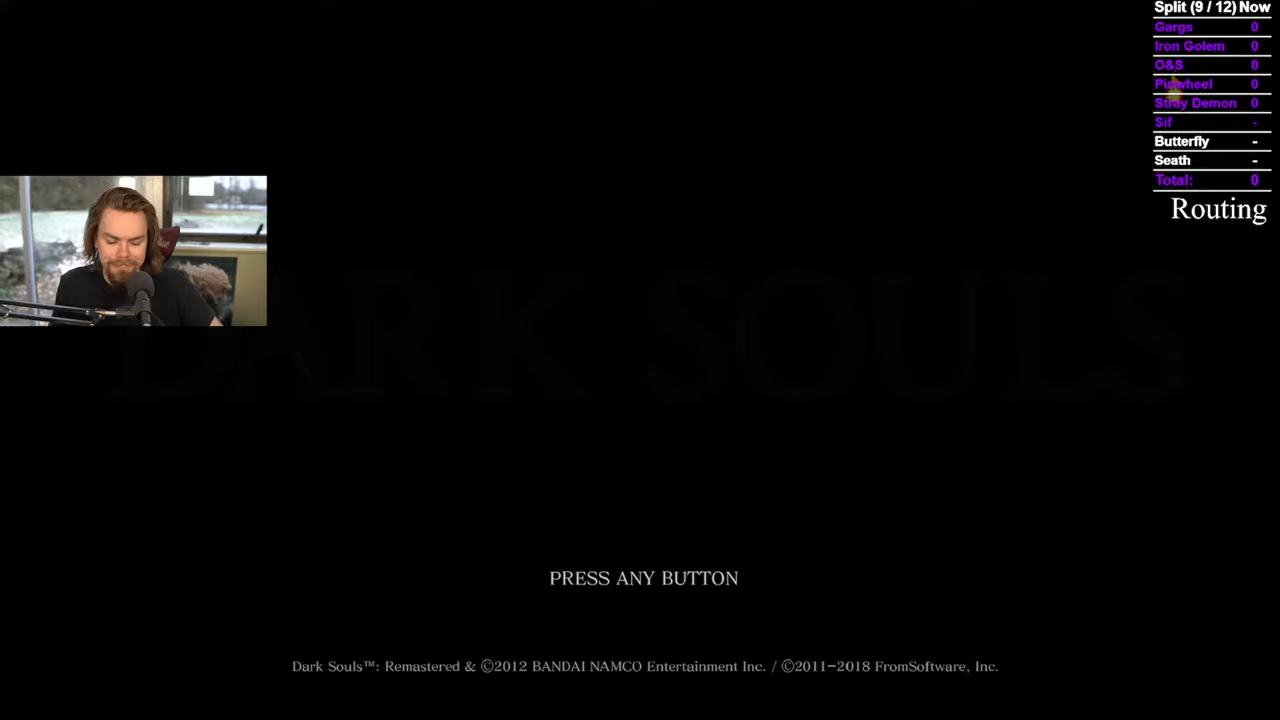 Split (9 / 12) Now
Gargs 0
Iron Golem 0
O&S 0
Pinwheel 0
Stray Demon 0
Sif -
Butterfly -
Seath -
Total: 0
Routing
DARK SOULS
PRESS ANY BUTTON
Dark Souls™: Remastered & ©2012 BANDAI NAMCO Entertainment Inc. / ©2011-2018 FromSoftware, Inc.